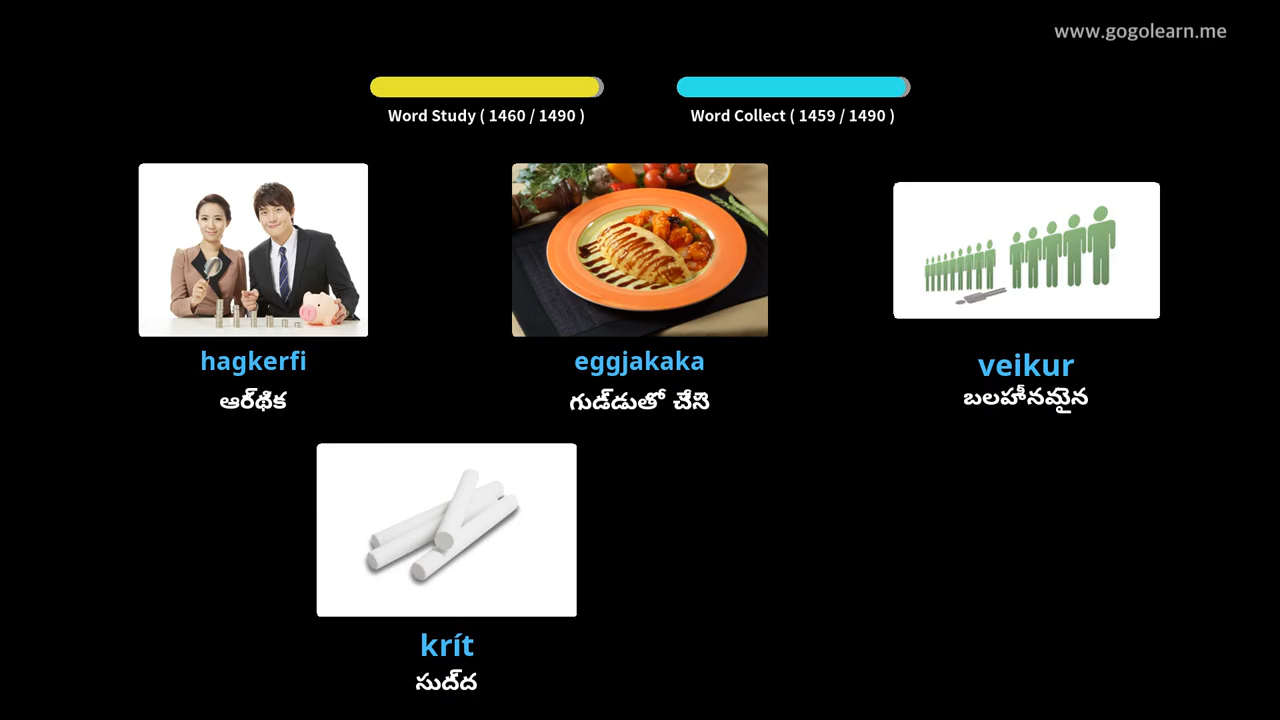 www.gogolearn.me
Word Study ( 1460 / 1490 )
Word Collect ( 1459 / 1490 )
hagkerfi
ఆర్‌థిక
eggjakaka
గుడ్‌డుతో చేసి
veikur
బలహీనమైన
krít
సుద్‌ద